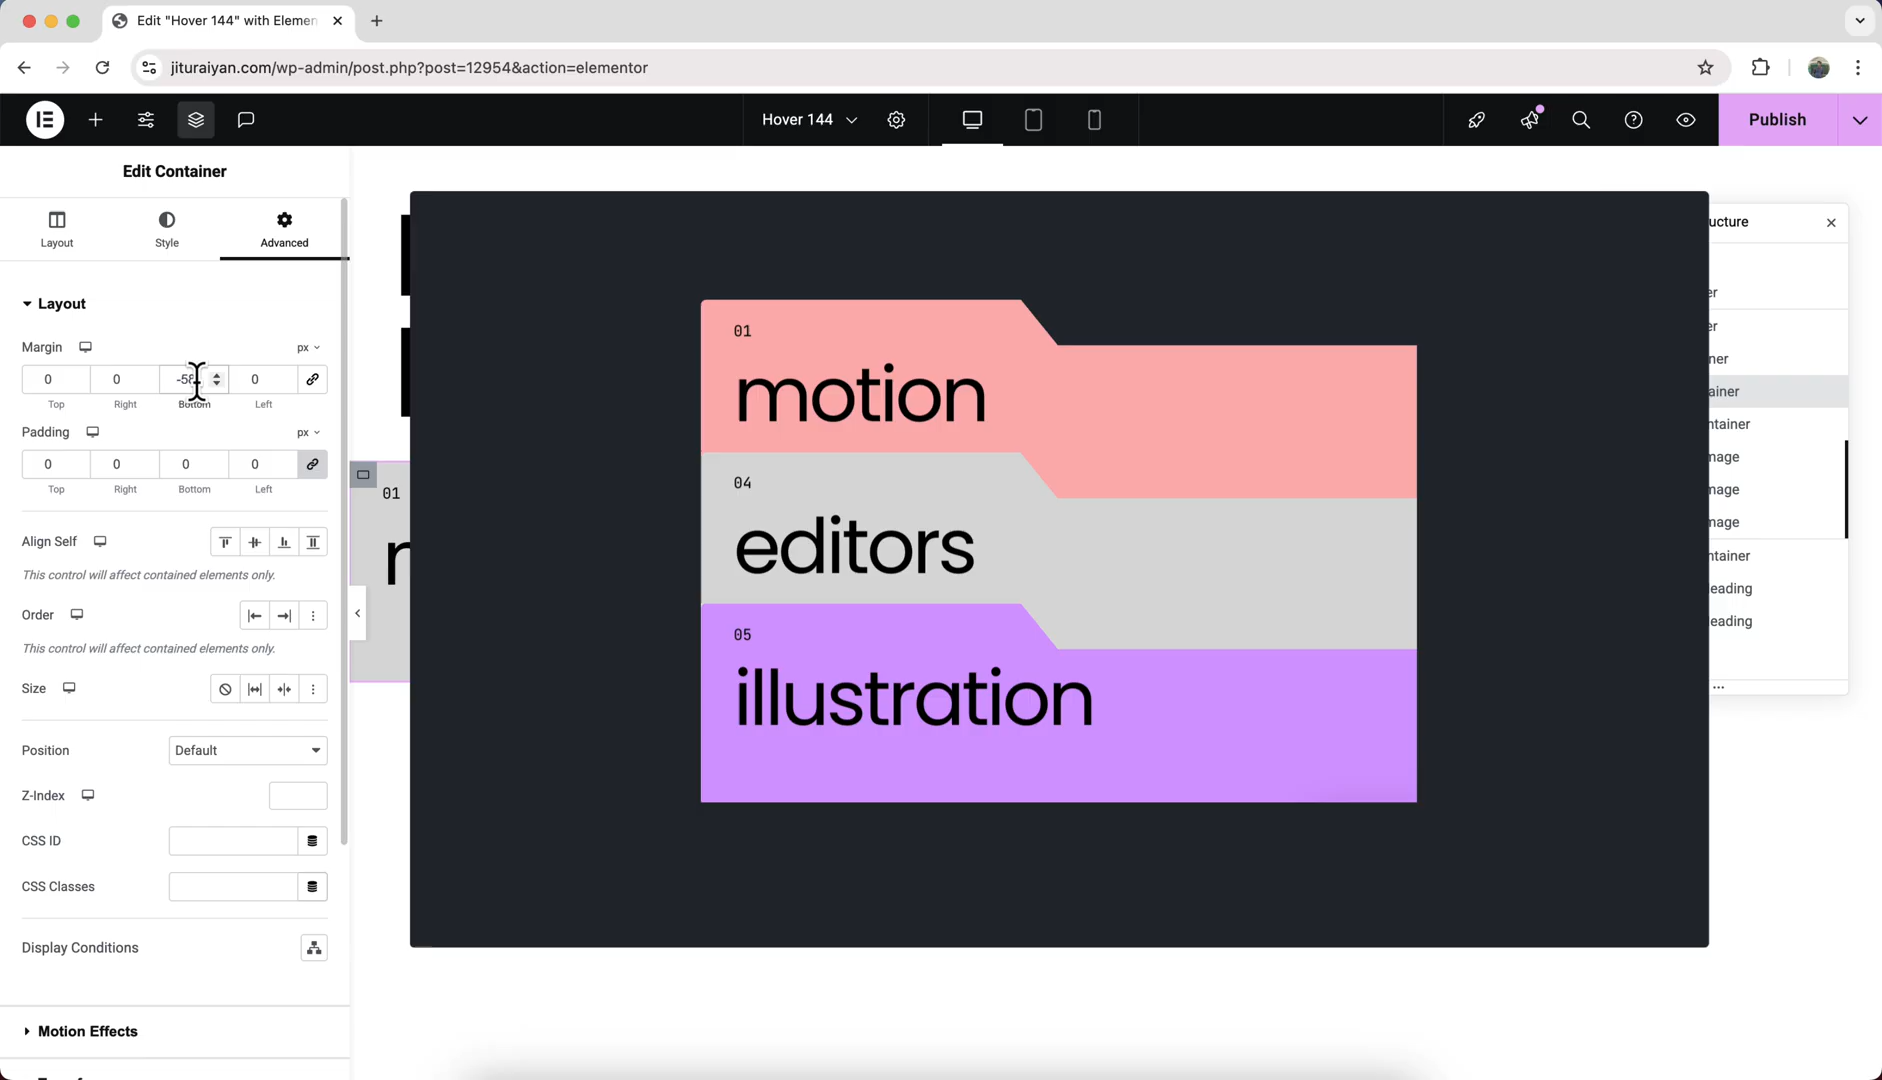 Edit "Hover 144" with Elemen
jituraiyan.com/wp-admin/post.php?post=12954&action=elementor
Hover 144
Publish
Edit Container
Layout
Style
Advanced
Layout
Margin
px
0
0
0
Top
Right
Bottom
Left
Padding
px
0
0
0
0
Top
Right
Bottom
Left
Align Self
This control will affect contained elements only.
Order
This control will affect contained elements only.
Size
Position
Default
Z-Index
CSS ID
CSS Classes
Display Conditions
Motion Effects
01
01
motion
04
editors
05
illustration
ucture
er
er
ner
ainer
ntainer
mage
mage
mage
ntainer
eading
eading